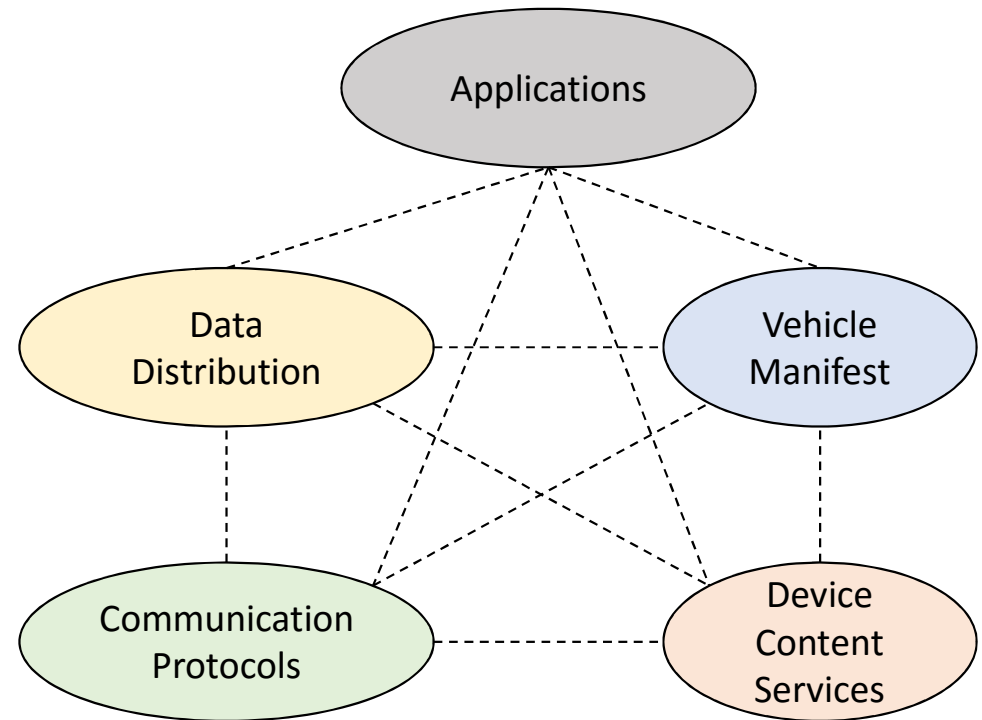 Applications
Data
Distribution
Vehicle
Manifest
Communication
Protocols
Device
Content
Services